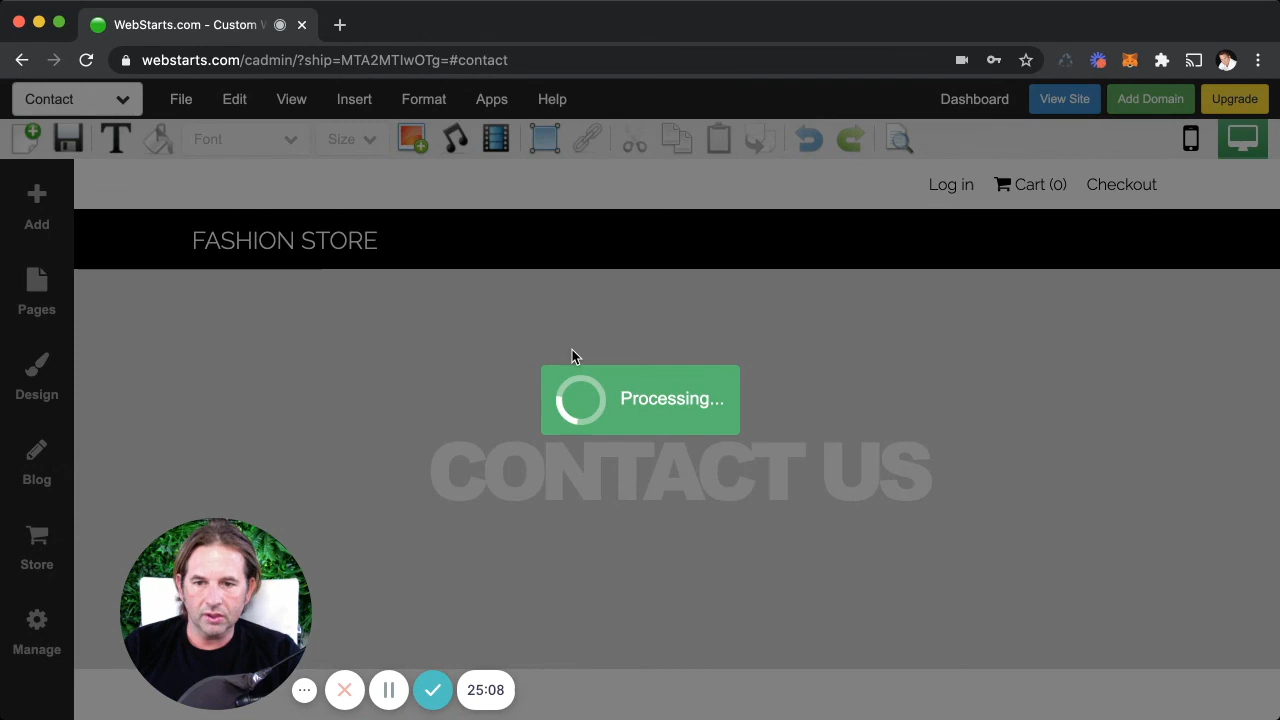 WebStarts.com - Custom W
webstarts.com/cadmin/?ship=MTA2MTIwOTg=#contact
Contact File Edit View Insert Format Apps Help Dashboard View Site Add Domain Upgrade
T Font Size
Log in Cart (0) Checkout
Add
FASHION STORE
Pages
Design
Processing...
CONTACT US
Blog
Store
Manage
25:08